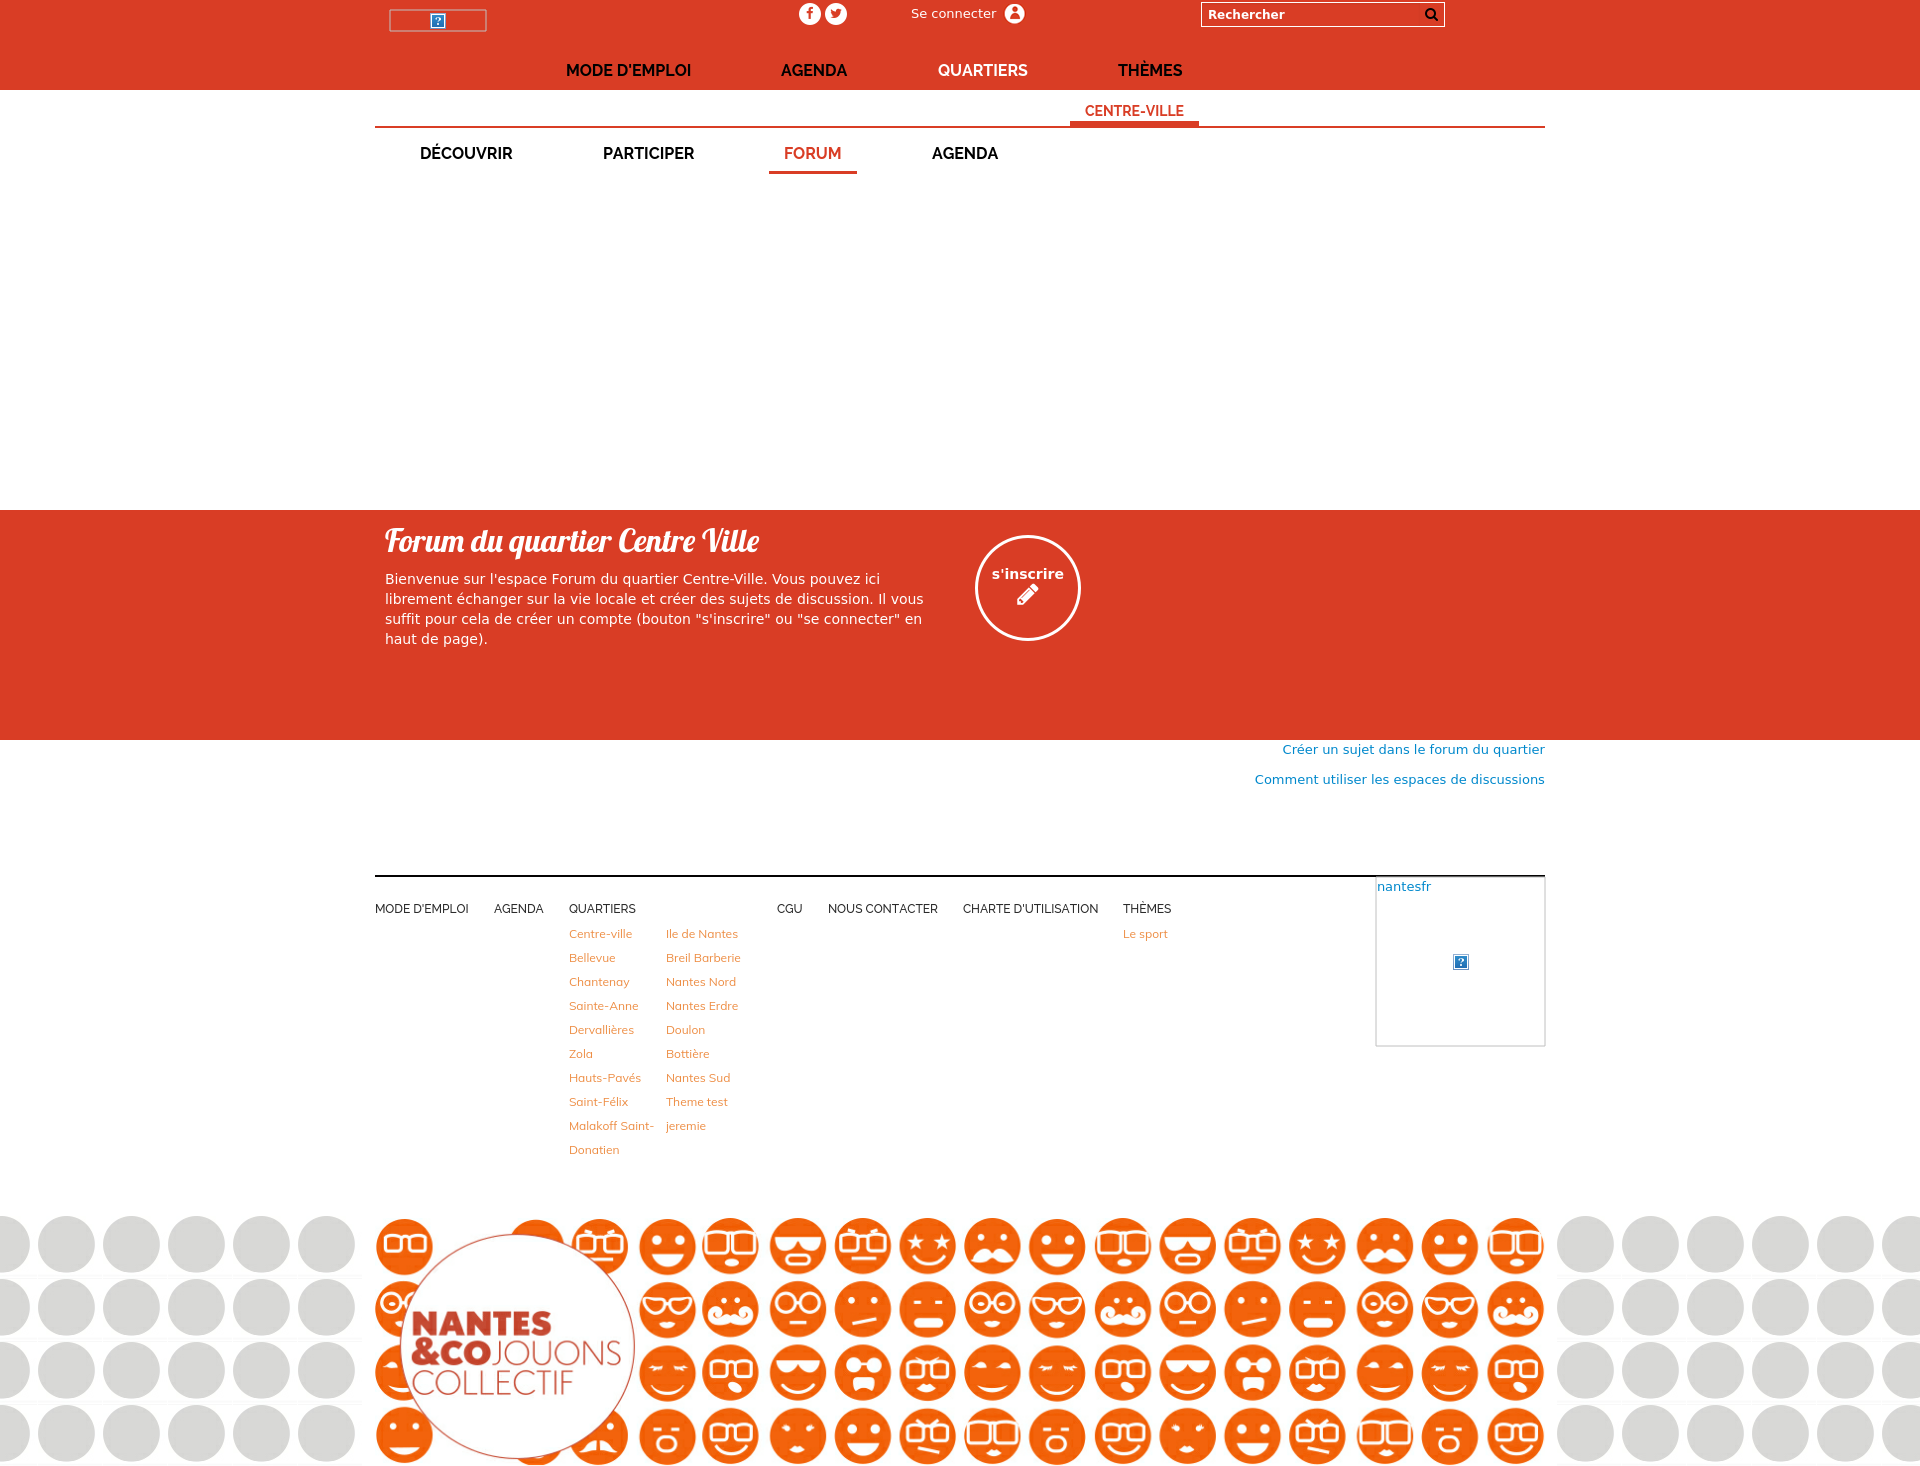 Se connecter
Rechercher
MODE D'EMPLOI
AGENDA
QUARTIERS
THÈMES
CENTRE-VILLE
DÉCOUVRIR
PARTICIPER
FORUM
AGENDA
Forum du quartier Centre Ville
Bienvenue sur l'espace Forum du quartier Centre-Ville. Vous pouvez ici
librement échanger sur la vie locale et créer des sujets de discussion. Il vous
suffit pour cela de créer un compte (bouton "s'inscrire" ou "se connecter" en
haut de page).
s'inscrire
Créer un sujet dans le forum du quartier
Comment utiliser les espaces de discussions
MODE D'EMPLOI
AGENDA
QUARTIERS
Centre-ville
Bellevue
Chantenay
Sainte-Anne
Dervallières
Zola
Hauts-Pavés
Saint-Félix
Malakoff Saint-
Donatien
Ile de Nantes
Breil Barberie
Nantes Nord
Nantes Erdre
Doulon
Bottière
Nantes Sud
Theme test
jeremie
CGU
NOUS CONTACTER
CHARTE D'UTILISATION
THÈMES
Le sport
nantesfr
NANTES
&COJOUONS
COLLECTIF